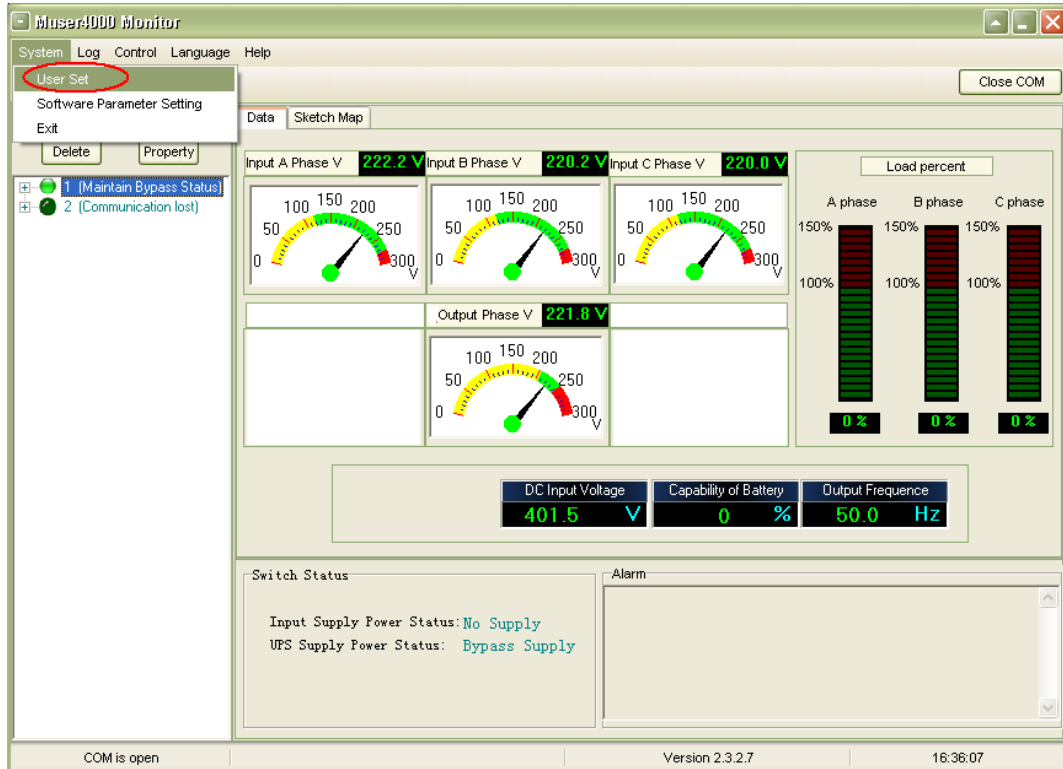 Muser4000 Monitor
System Log Control Language Help
User Set
Software Parameter Setting
Exit
Close COM
Delete Property
1 (Maintain Bypass Status)
2 (Communication lost)
Data Sketch Map
Input A Phase V 222.2 V Input B Phase V 220.2 V Input C Phase V 220.0 V
0 50 100 150 200 250 300 V
0 50 100 150 200 250 300 V
0 50 100 150 200 250 300 V
Output Phase V 221.8 V
0 50 100 150 200 250 300 V
Load percent
A phase B phase C phase
150% 150% 150%
100% 100% 100%
0 % 0 % 0 %
DC Input Voltage Capability of Battery Output Frequence
401.5 V 0 % 50.0 Hz
Switch Status
Input Supply Power Status: No Supply
UPS Supply Power Status: Bypass Supply
Alarm
COM is open Version 2.3.2.7 16:36:07